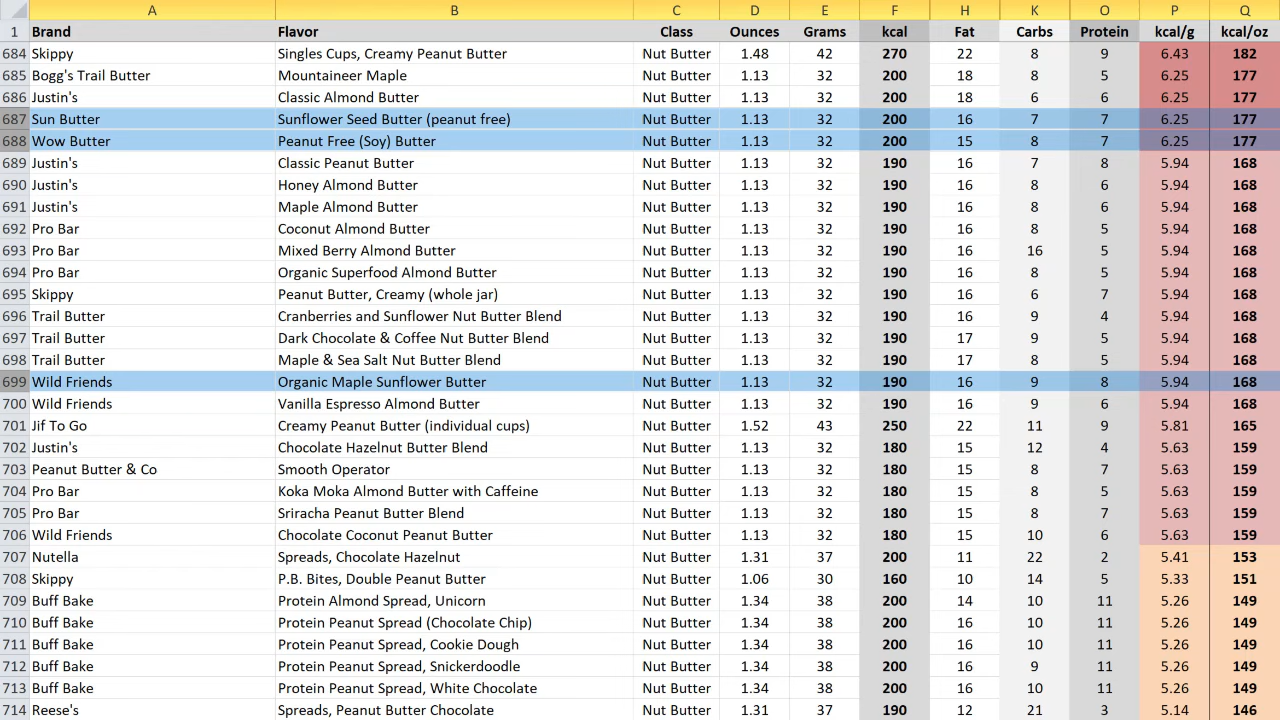 A B C D E F H K O P Q
1 Brand Flavor Class Ounces Grams kcal Fat Carbs Protein kcal/g kcal/oz
684 Skippy Singles Cups, Creamy Peanut Butter Nut Butter 1.48 42 270 22 8 9 6.43 182
685 Bogg's Trail Butter Mountaineer Maple Nut Butter 1.13 32 200 18 8 5 6.25 177
686 Justin's Classic Almond Butter Nut Butter 1.13 32 200 18 6 6 6.25 177
687 Sun Butter Sunflower Seed Butter (peanut free) Nut Butter 1.13 32 200 16 7 7 6.25 177
688 Wow Butter Peanut Free (Soy) Butter Nut Butter 1.13 32 200 15 8 7 6.25 177
689 Justin's Classic Peanut Butter Nut Butter 1.13 32 190 16 7 8 5.94 168
690 Justin's Honey Almond Butter Nut Butter 1.13 32 190 16 8 6 5.94 168
691 Justin's Maple Almond Butter Nut Butter 1.13 32 190 16 8 6 5.94 168
692 Pro Bar Coconut Almond Butter Nut Butter 1.13 32 190 16 8 5 5.94 168
693 Pro Bar Mixed Berry Almond Butter Nut Butter 1.13 32 190 16 16 5 5.94 168
694 Pro Bar Organic Superfood Almond Butter Nut Butter 1.13 32 190 16 8 5 5.94 168
695 Skippy Peanut Butter, Creamy (whole jar) Nut Butter 1.13 32 190 16 6 7 5.94 168
696 Trail Butter Cranberries and Sunflower Nut Butter Blend Nut Butter 1.13 32 190 16 9 4 5.94 168
697 Trail Butter Dark Chocolate & Coffee Nut Butter Blend Nut Butter 1.13 32 190 17 9 5 5.94 168
698 Trail Butter Maple & Sea Salt Nut Butter Blend Nut Butter 1.13 32 190 17 8 5 5.94 168
699 Wild Friends Organic Maple Sunflower Butter Nut Butter 1.13 32 190 16 9 8 5.94 168
700 Wild Friends Vanilla Espresso Almond Butter Nut Butter 1.13 32 190 16 9 6 5.94 168
701 Jif To Go Creamy Peanut Butter (individual cups) Nut Butter 1.52 43 250 22 11 9 5.81 165
702 Justin's Chocolate Hazelnut Butter Blend Nut Butter 1.13 32 180 15 12 4 5.63 159
703 Peanut Butter & Co Smooth Operator Nut Butter 1.13 32 180 15 8 7 5.63 159
704 Pro Bar Koka Moka Almond Butter with Caffeine Nut Butter 1.13 32 180 15 8 5 5.63 159
705 Pro Bar Sriracha Peanut Butter Blend Nut Butter 1.13 32 180 15 8 7 5.63 159
706 Wild Friends Chocolate Coconut Peanut Butter Nut Butter 1.13 32 180 15 10 6 5.63 159
707 Nutella Spreads, Chocolate Hazelnut Nut Butter 1.31 37 200 11 22 2 5.41 153
708 Skippy P.B. Bites, Double Peanut Butter Nut Butter 1.06 30 160 10 14 5 5.33 151
709 Buff Bake Protein Almond Spread, Unicorn Nut Butter 1.34 38 200 14 10 11 5.26 149
710 Buff Bake Protein Peanut Spread (Chocolate Chip) Nut Butter 1.34 38 200 16 10 11 5.26 149
711 Buff Bake Protein Peanut Spread, Cookie Dough Nut Butter 1.34 38 200 16 10 11 5.26 149
712 Buff Bake Protein Peanut Spread, Snickerdoodle Nut Butter 1.34 38 200 16 9 11 5.26 149
713 Buff Bake Protein Peanut Spread, White Chocolate Nut Butter 1.34 38 200 16 10 11 5.26 149
714 Reese's Spreads, Peanut Butter Chocolate Nut Butter 1.31 37 190 12 21 3 5.14 146